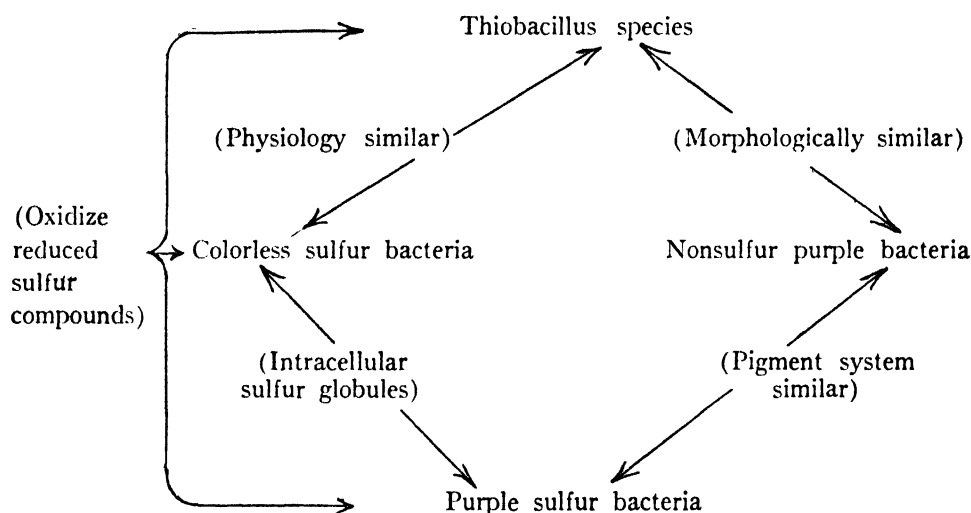 Thiobacillus species
(Physiology similar)
(Morphologically similar)
(Oxidize
reduced
sulfur
compounds)
Colorless sulfur bacteria
Nonsulfur purple bacteria
(Intracellular
sulfur globules)
(Pigment system
similar)
Purple sulfur bacteria